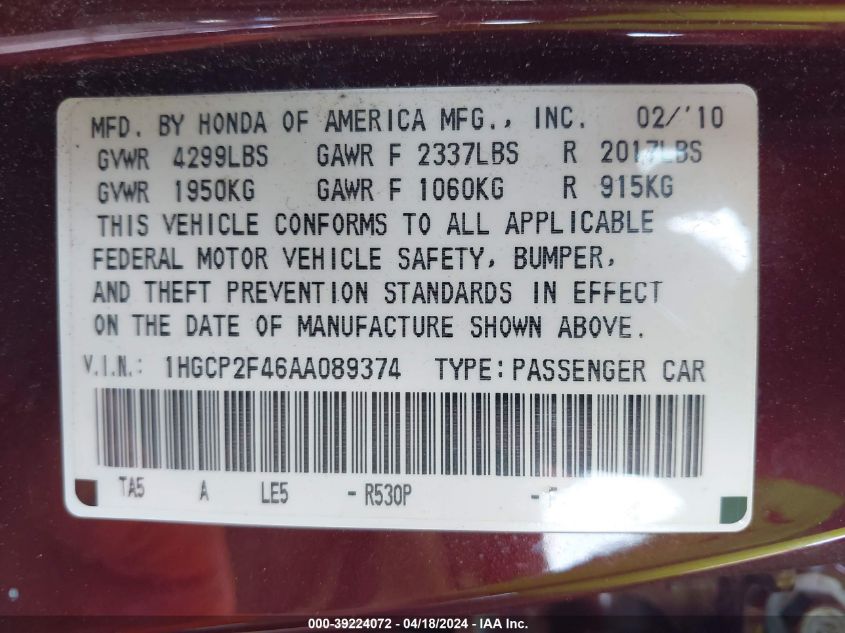 MFD. BY HONDA OF AMERICA MFG., INC. 02/'10
GVWR 4299LBS GAWR F 2337LBS R 2017LBS
GVWR 1950KG GAWR F 1060KG R 915KG
THIS VEHICLE CONFORMS TO ALL APPLICABLE
FEDERAL MOTOR VEHICLE SAFETY, BUMPER,
AND THEFT PREVENTION STANDARDS IN EFFECT
ON THE DATE OF MANUFACTURE SHOWN ABOVE.
V.I.N.: 1HGCP2F46AA089374 TYPE: PASSENGER CAR
TA5 A LE5 - R530P -
000-39224072 - 04/18/2024 - IAA Inc.